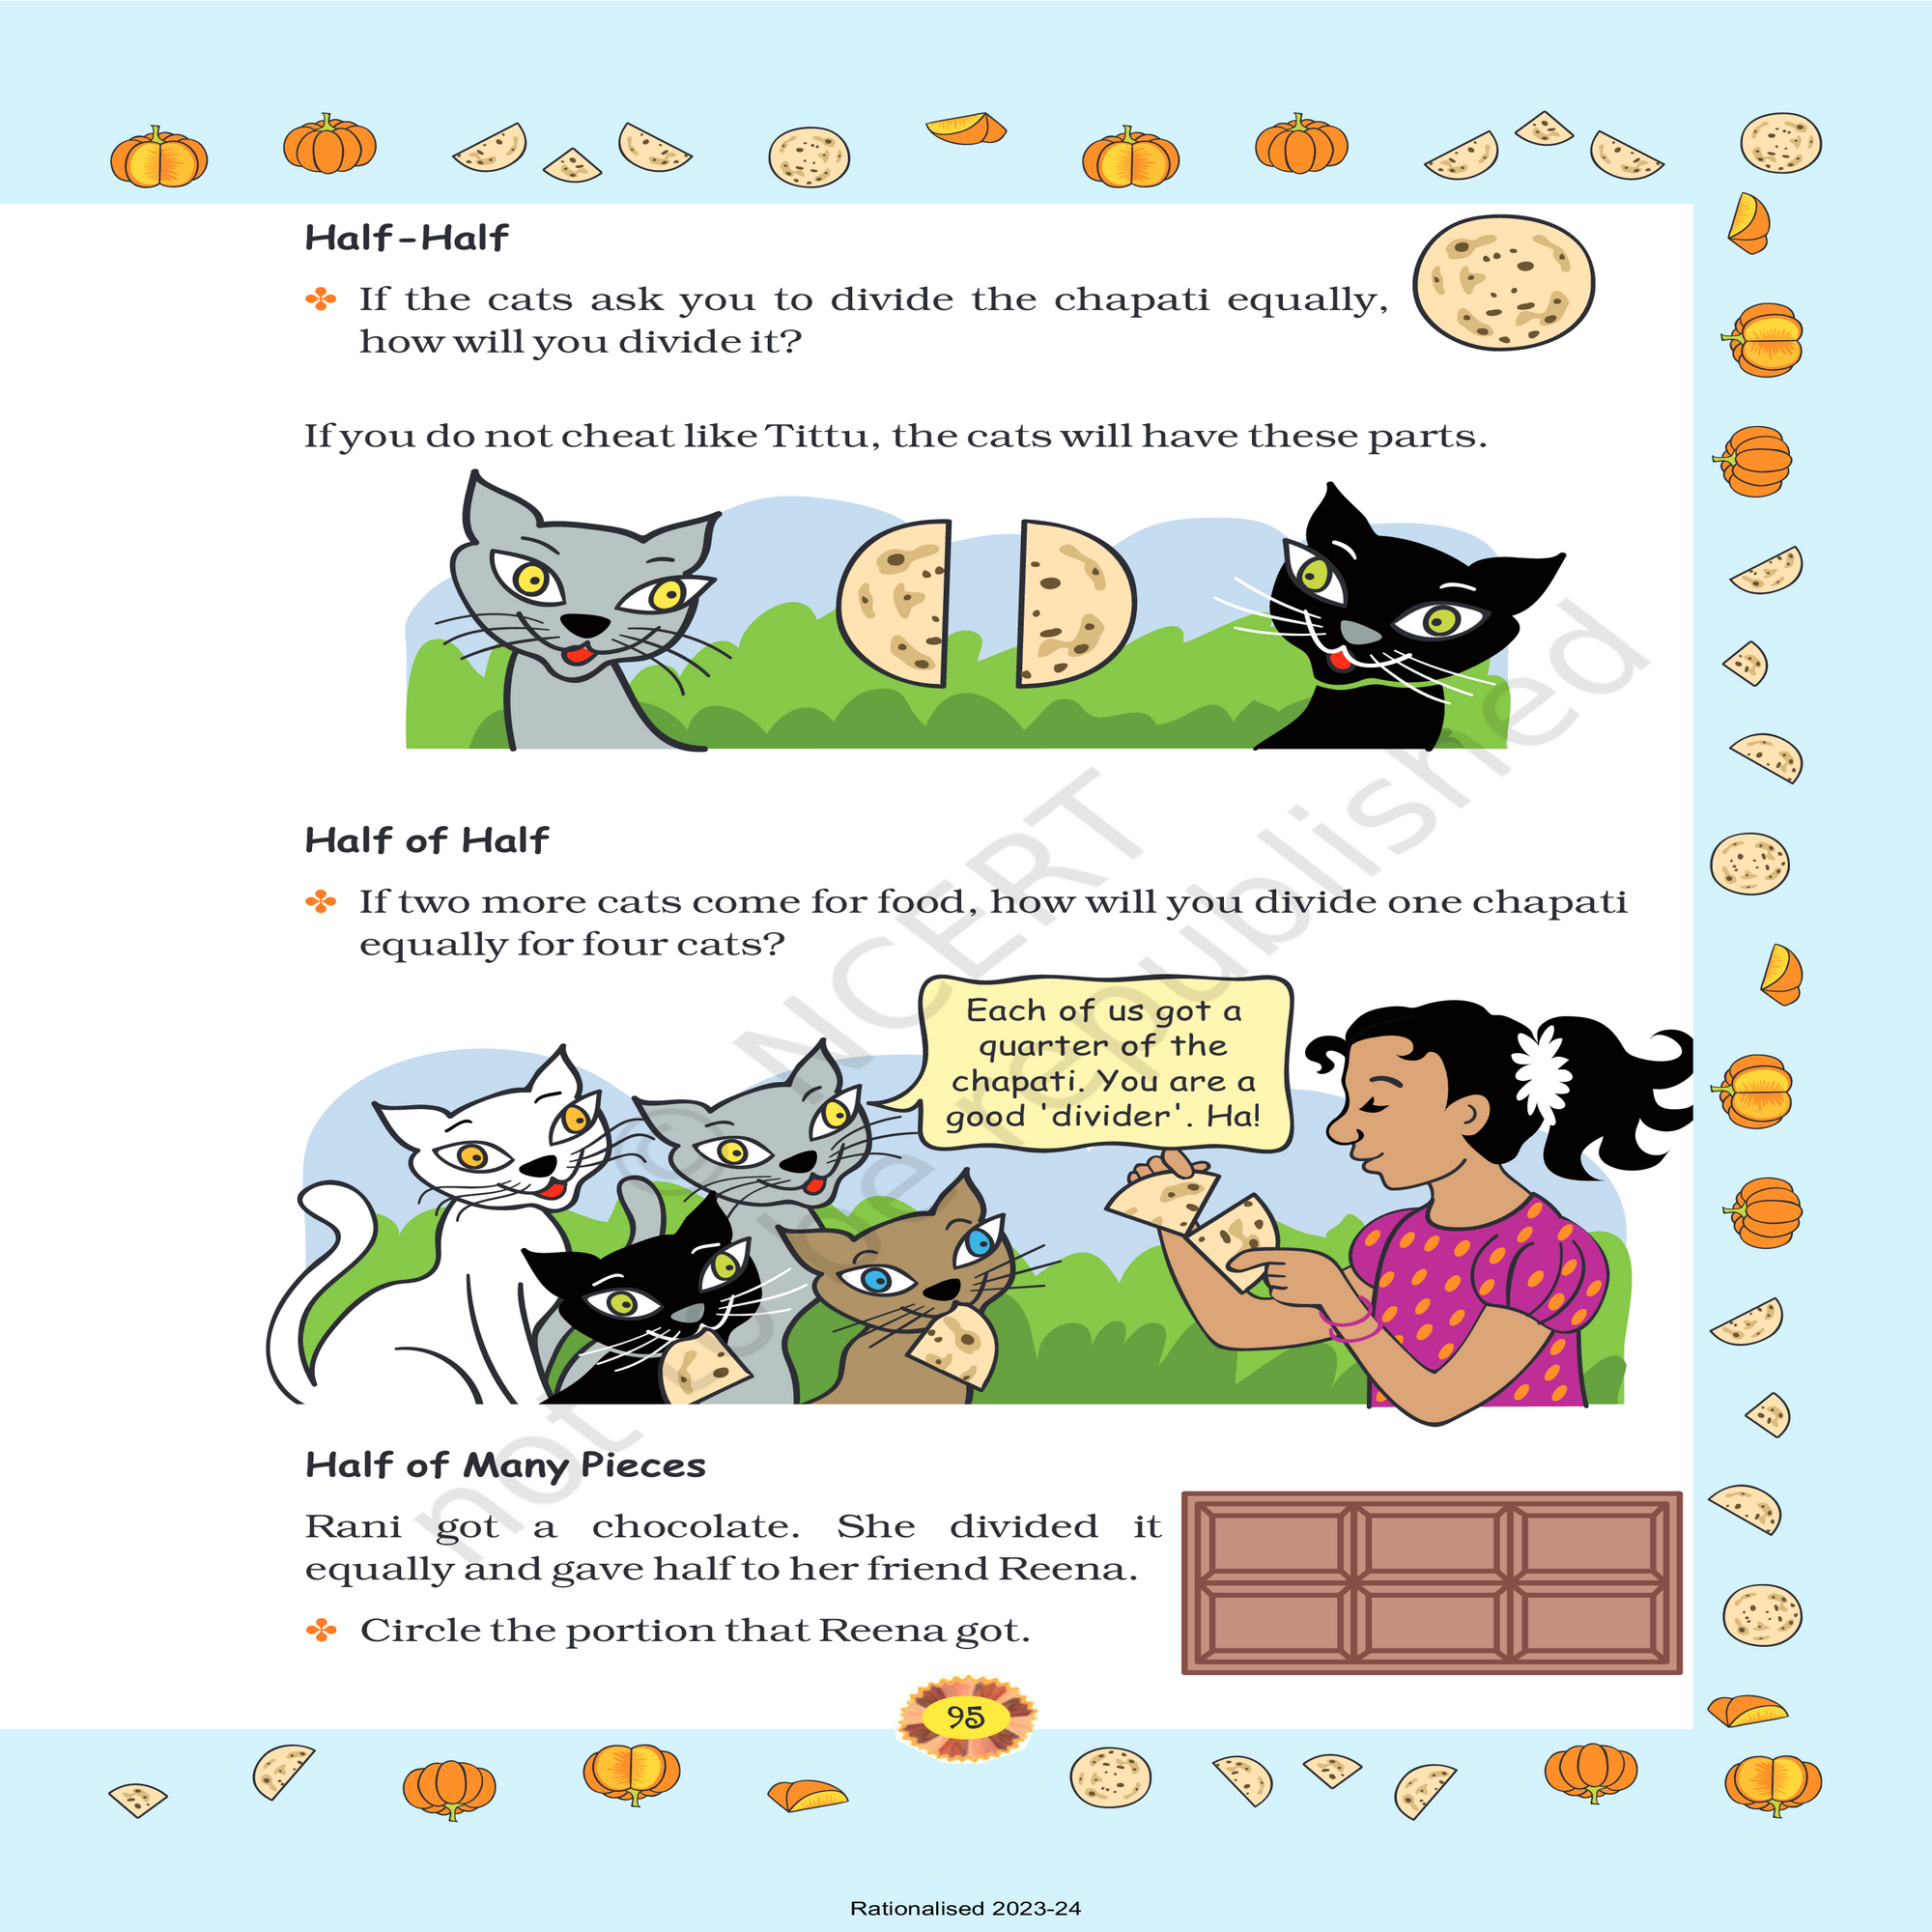 Half-Half
If the cats ask you to divide the chapati equally,
how will you divide it?
If you do not cheat like Tittu, the cats will have these parts.
Half of Half
If two more cats come for food, how will you divide one chapati
equally for four cats?
Each of us got a
quarter of the
chapati. You are a
good 'divider'. Ha!
Half of Many Pieces
Rani got a chocolate. She divided it
equally and gave half to her friend Reena.
Circle the portion that Reena got.
95
© NCERT
not to be republished
Rationalised 2023-24